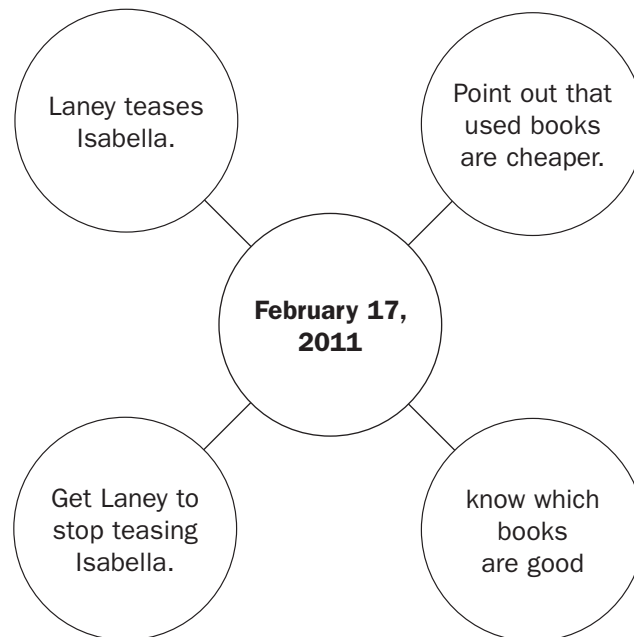 Laney teases
Isabella.
Point out that
used books
are cheaper.
February 17,
2011
Get Laney to
stop teasing
Isabella.
know which
books
are good